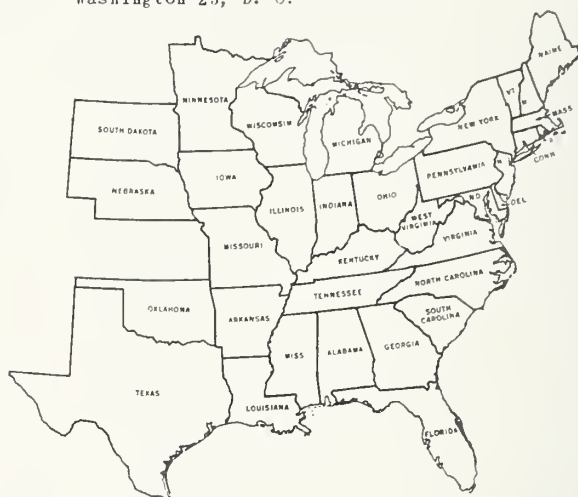 Washington 25, D. C.
MAINE
VT
MINNESOTA
MASS
WISCONSIN
SOUTH DAKOTA
NEW YORK
MICHIGAN
CONN
IOWA
PENNSYLVANIA
NEBRASKA
OHIO
ILLINOIS
INDIANA
MD
DEL
WEST
VIRGINIA
VIRGINIA
MISSOURI
KENTUCKY
NORTH CAROLINA
TENNESSEE
OKLAHOMA
ARKANSAS
SOUTH
CAROLINA
MISS
ALABAMA
GEORGIA
TEXAS
LOUISIANA
FLORIDA